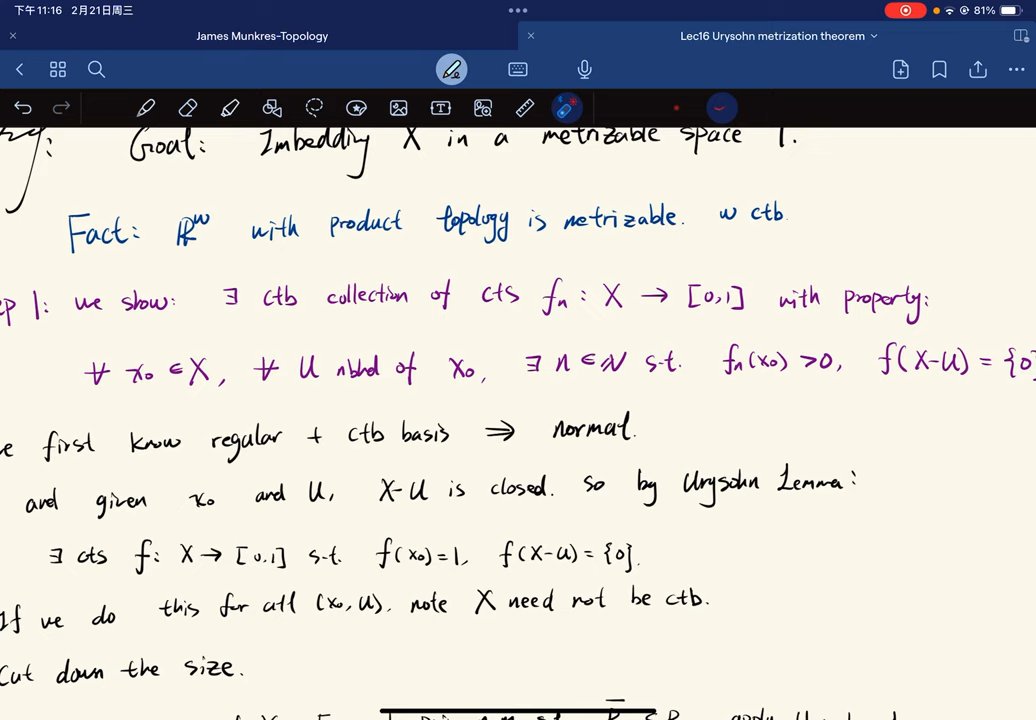 下午11:16 2月21日周三
81%
James Munkres-Topology
Lec16 Urysohn metrization theorem
Goal: Imbedding X in a metrizable space Y.
Fact: ℝ^ω with product topology is metrizable. ω ctb.
ep 1: we show: ∃ ctb collection of cts fₙ : X → [0,1] with property:
∀ x₀ ∈ X, ∀ U nbhd of x₀, ∃ n ∈ ℕ s.t. fₙ(x₀) >0, f(X-U) = {0}
e first know regular + ctb basis ⇒ normal.
and given x₀ and U, X-U is closed. so by Urysohn Lemma:
∃ cts f: X → [0,1] s.t. f(x₀)=1, f(X-U) = {0}.
If we do this for all (x₀, U), note X need not be ctb.
Cut down the size.